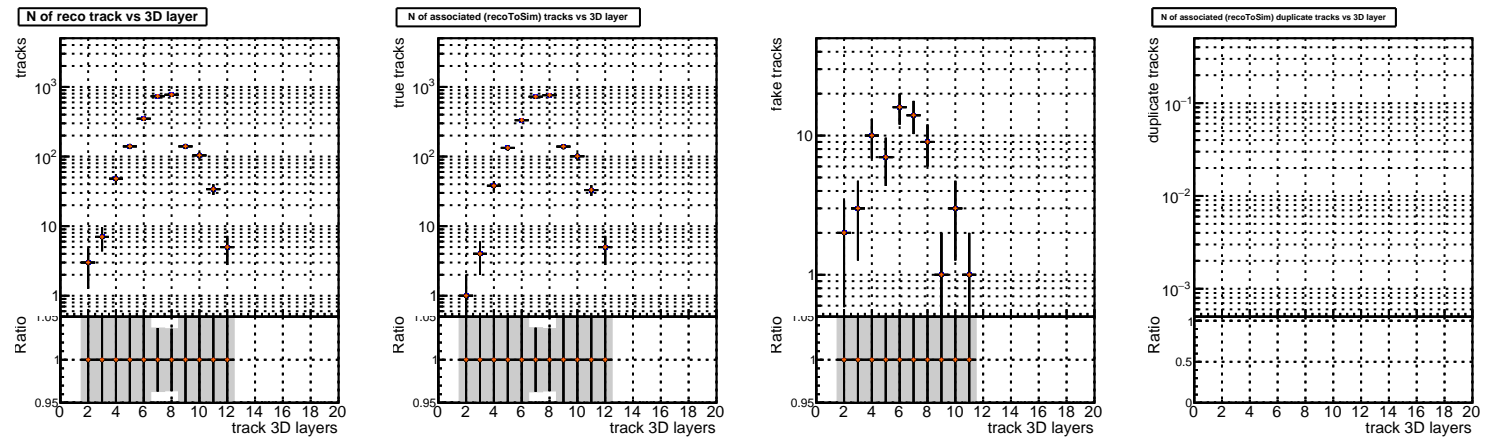 N of reco track vs 3D layer
tracks
10³
10²
10
1
1.05
Ratio
1
0.95
0 2 4 6 8 10 12 14 16 18 20
track 3D layers
N of associated (recoToSim) tracks vs 3D layer
true tracks
10³
10²
10
1
1.05
Ratio
1
0.95
0 2 4 6 8 10 12 14 16 18 20
track 3D layers
fake tracks
10
1
1.05
Ratio
1
0.95
0 2 4 6 8 10 12 14 16 18 20
track 3D layers
N of associated (recoToSim) duplicate tracks vs 3D layer
duplicate tracks
10⁻¹
10⁻²
10⁻³
Ratio
1
0.5
0
0 2 4 6 8 10 12 14 16 18 20
track 3D layers